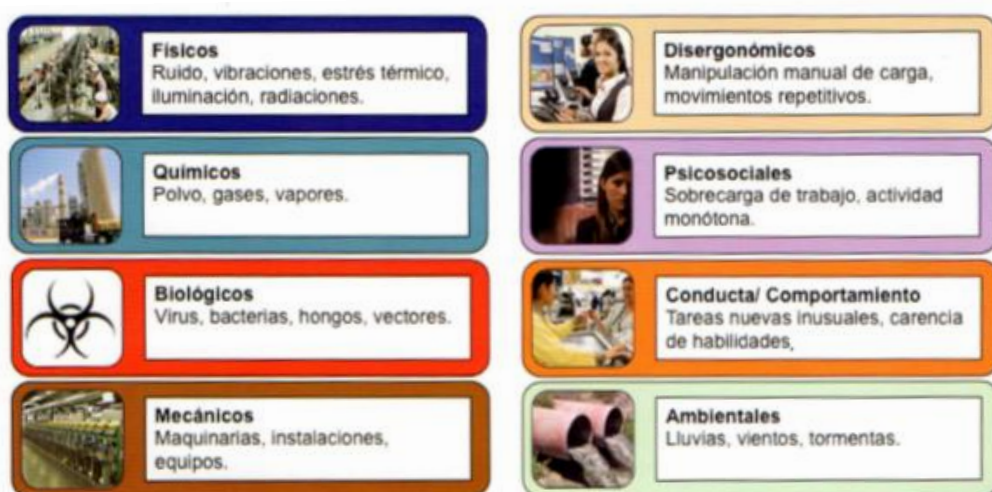 Físicos
Ruido, vibraciones, estrés térmico,
iluminación, radiaciones.
Químicos
Polvo, gases, vapores.
Biológicos
Virus, bacterias, hongos, vectores.
Mecánicos
Maquinarias, instalaciones,
equipos.
Disergonómicos
Manipulación manual de carga,
movimientos repetitivos.
Psicosociales
Sobrecarga de trabajo, actividad
monótona.
Conducta/ Comportamiento
Tareas nuevas inusuales, carencia
de habilidades,
Ambientales
Lluvias, vientos, tormentas.